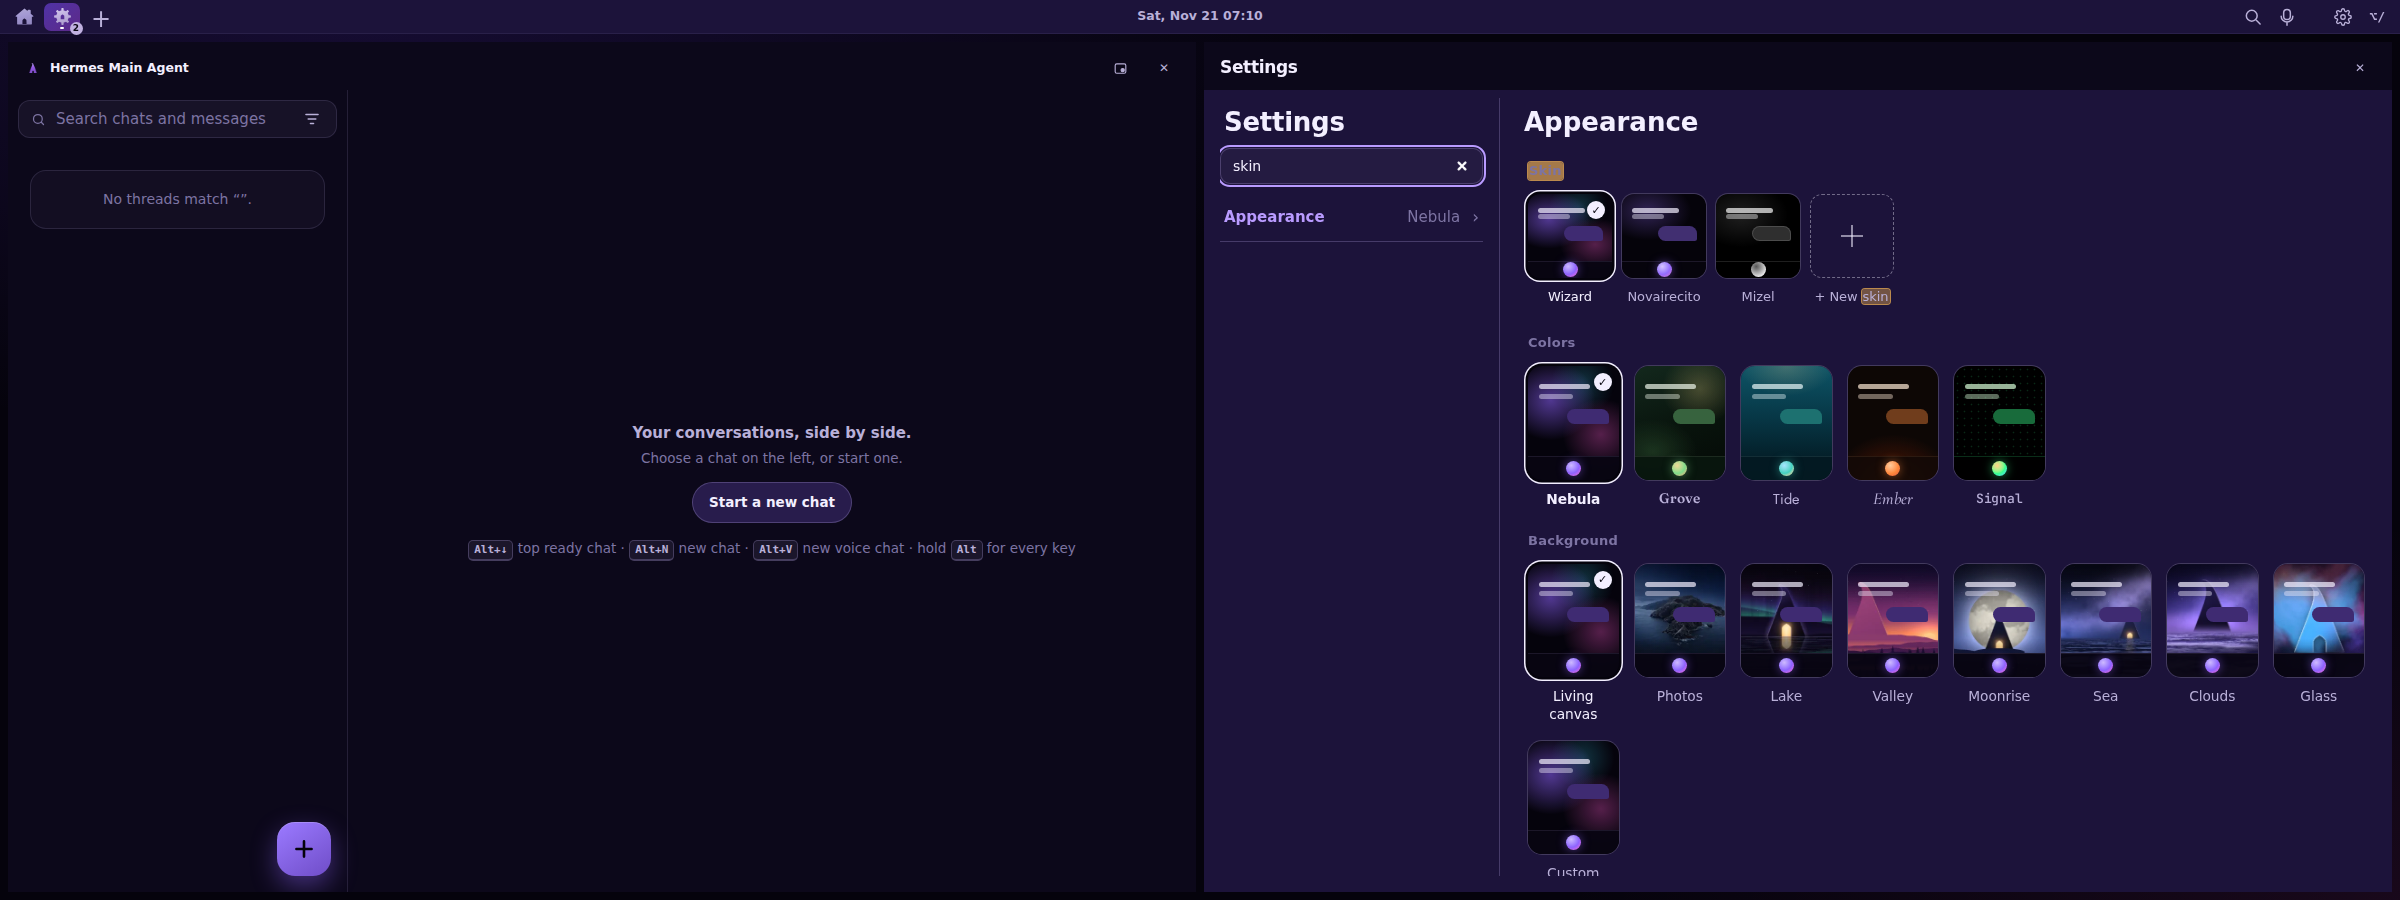 2
Sat, Nov 21 07:10
Hermes Main Agent
Search chats and messages
No threads match “”.
Your conversations, side by side.
Choose a chat on the left, or start one.
Start a new chat
Alt+↓ top ready chat · Alt+N new chat · Alt+V new voice chat · hold Alt for every key
Settings
Settings
skin
Appearance Nebula
Appearance
Wizard
Novairecito
Mizel
+ New skin
Colors
Nebula
Grove
Tide
Ember
Signal
Background
Living
canvas
Photos
Lake
Valley
Moonrise
Sea
Clouds
Glass
Custom